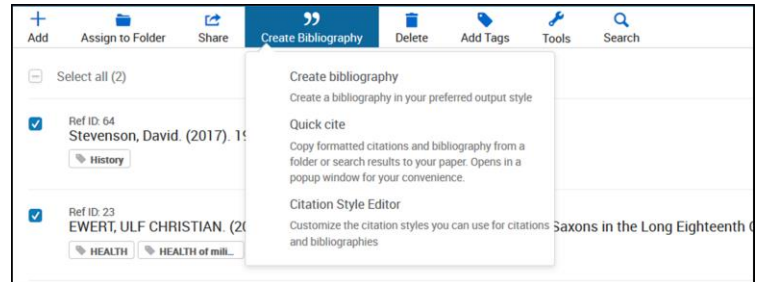 Add Assign to Folder Share Create Bibliography Delete Add Tags Tools Search
Select all (2)
Create bibliography
Create a bibliography in your preferred output style
Ref ID: 64
Stevenson, David. (2017).
History
Quick cite
Copy formatted citations and bibliography from a
folder or search results to your paper. Opens in a
popup window for your convenience.
Citation Style Editor
Customize the citation styles you can use for citations
and bibliographies
Ref ID: 23
EWERT, ULF CHRISTIAN. Saxons in the Long Eighteenth
HEALTH HEALTH of mili...